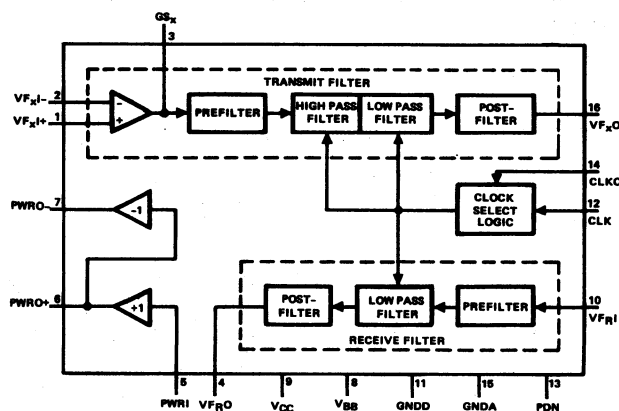 GSX
3
TRANSMIT FILTER
2
VFXI-
-
1
VFXI+
+
PREFILTER
HIGH PASS
FILTER
LOW PASS
FILTER
POST-
FILTER
16
VFXO
14
CLKO
CLOCK
SELECT
LOGIC
12
CLK
7
PWRO-
-1
6
PWRO+
+1
POST-
FILTER
LOW PASS
FILTER
PREFILTER
10
VFRI
RECEIVE FILTER
5
PWRI
4
VFRO
9
VCC
8
VBB
11
GNDD
15
GNDA
13
PDN